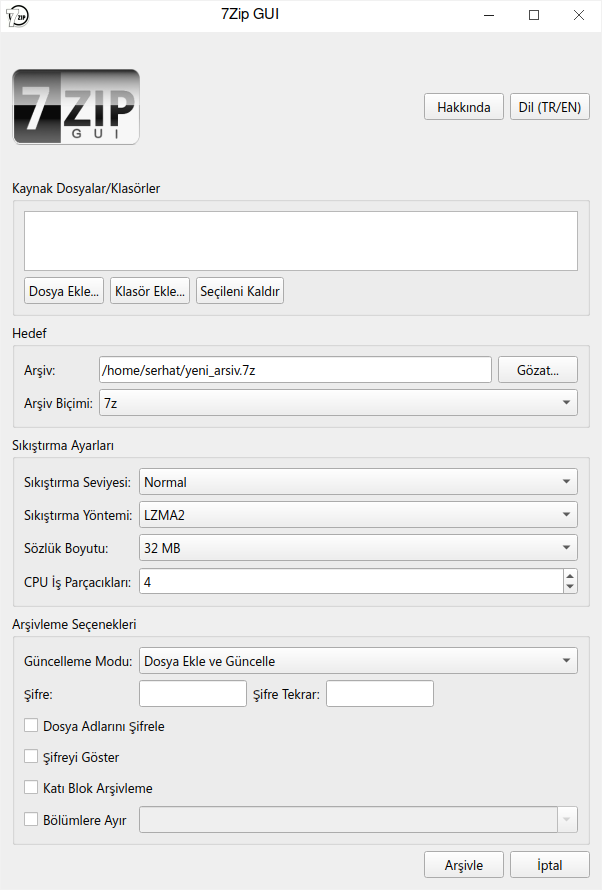 7Zip GUI
7 ZIP
GUI
Hakkında
Dil (TR/EN)
Kaynak Dosyalar/Klasörler
Dosya Ekle...
Klasör Ekle...
Seçileni Kaldır
Hedef
Arşiv:
/home/serhat/yeni_arsiv.7z
Gözat...
Arşiv Biçimi:
7z
Sıkıştırma Ayarları
Sıkıştırma Seviyesi:
Normal
Sıkıştırma Yöntemi:
LZMA2
Sözlük Boyutu:
32 MB
CPU İş Parçacıkları:
4
Arşivleme Seçenekleri
Güncelleme Modu:
Dosya Ekle ve Güncelle
Şifre:
Şifre Tekrar:
Dosya Adlarını Şifrele
Şifreyi Göster
Katı Blok Arşivleme
Bölümlere Ayır
Arşivle
İptal